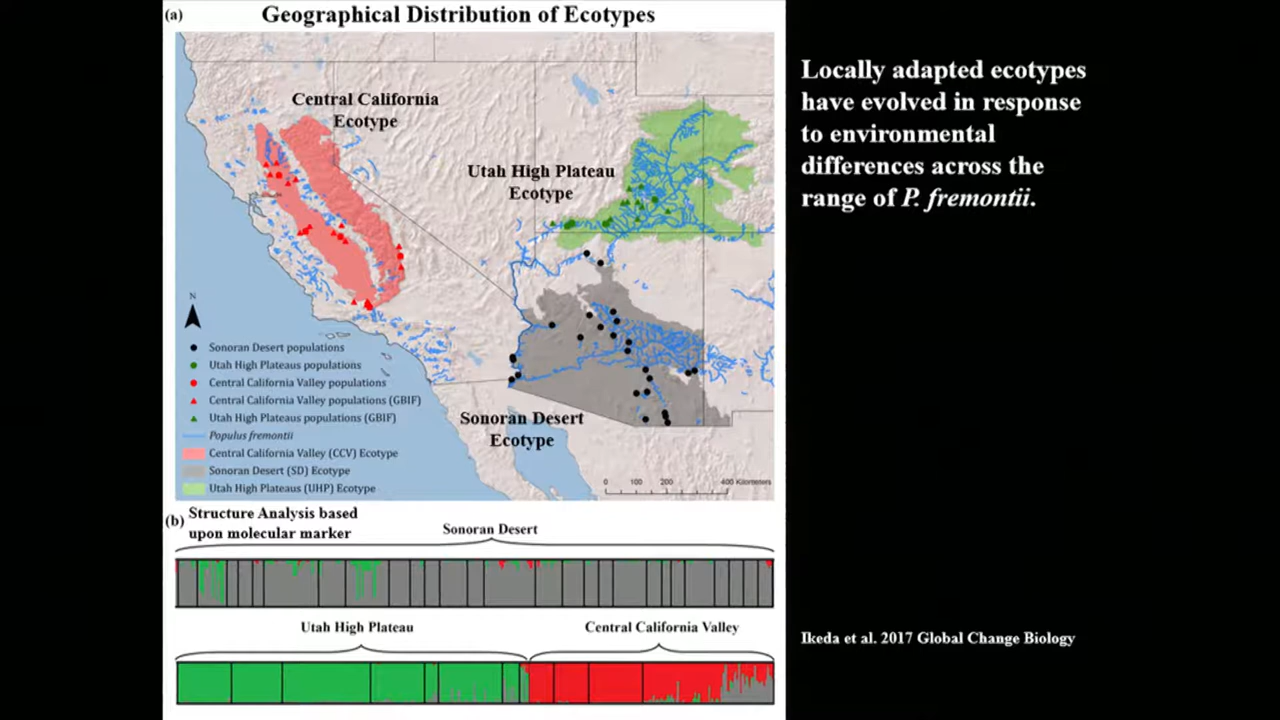 (a)
Geographical Distribution of Ecotypes
Central California
Ecotype
Utah High Plateau
Ecotype
Sonoran Desert
Ecotype
N
Sonoran Desert populations
Utah High Plateaus populations
Central California Valley populations
Central California Valley populations (GBIF)
Utah High Plateaus populations (GBIF)
Populus fremontii
Central California Valley (CCV) Ecotype
Sonoran Desert (SD) Ecotype
Utah High Plateaus (UHP) Ecotype
0 100 200 400 Kilometers
(b)
Structure Analysis based
upon molecular marker
Sonoran Desert
Utah High Plateau
Central California Valley
Locally adapted ecotypes
have evolved in response
to environmental
differences across the
range of P. fremontii.
Ikeda et al. 2017 Global Change Biology